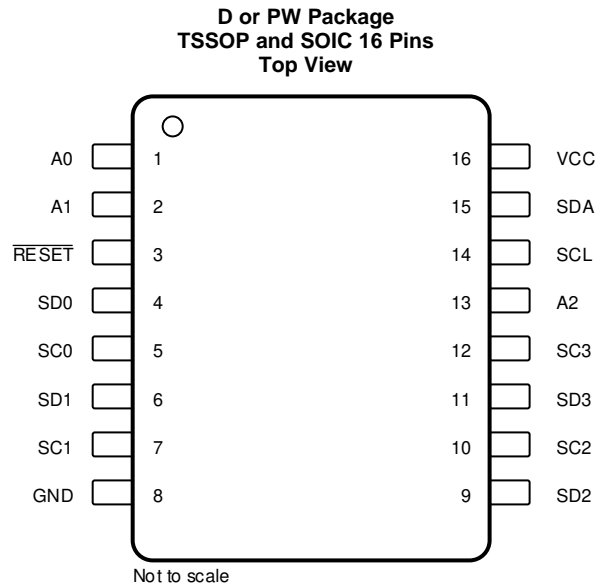 D or PW Package
TSSOP and SOIC 16 Pins
Top View
A0 1 16 VCC
A1 2 15 SDA
RESET 3 14 SCL
SD0 4 13 A2
SC0 5 12 SC3
SD1 6 11 SD3
SC1 7 10 SC2
GND 8 9 SD2
Not to scale